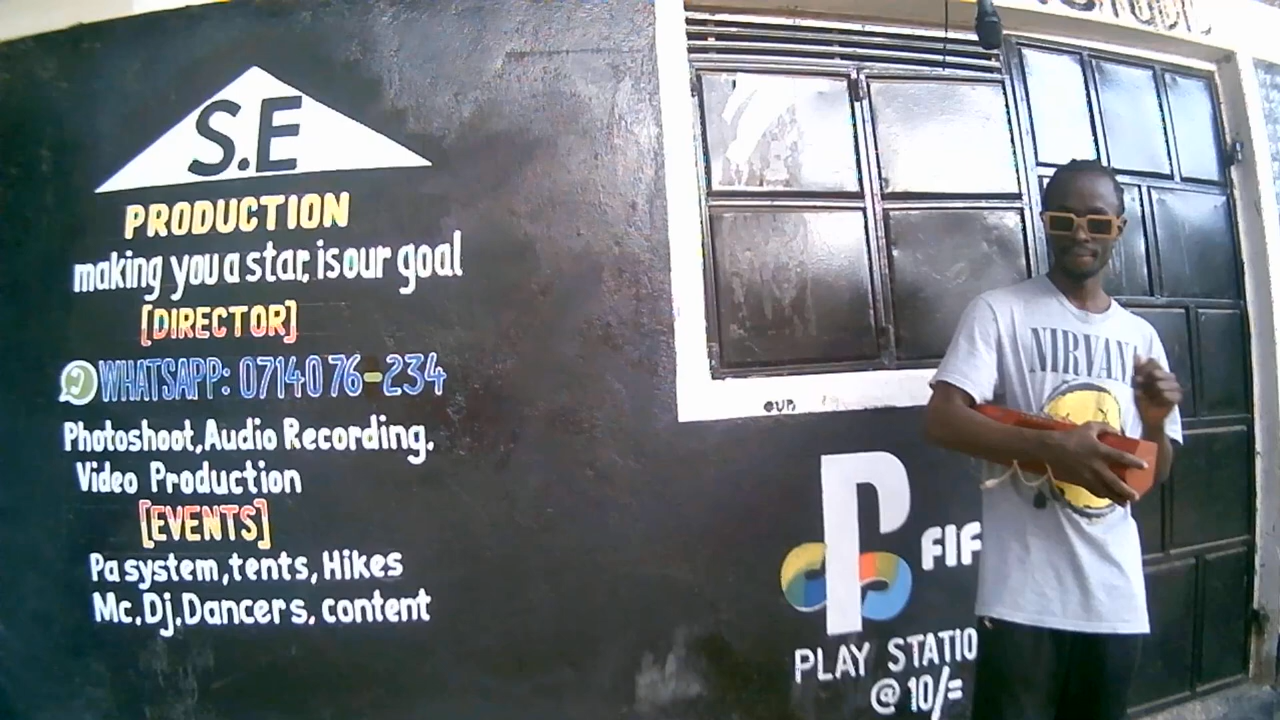 S.E
PRODUCTION
making you a star, is our goal
[DIRECTOR]
WHATSAPP: 0714076-234
Photoshoot, Audio Recording,
Video Production
[EVENTS]
Pa system, tents, Hikes
Mc, Dj, Dancers, content
NIRVANA
FIF
PLAY STATIO
@ 10/=